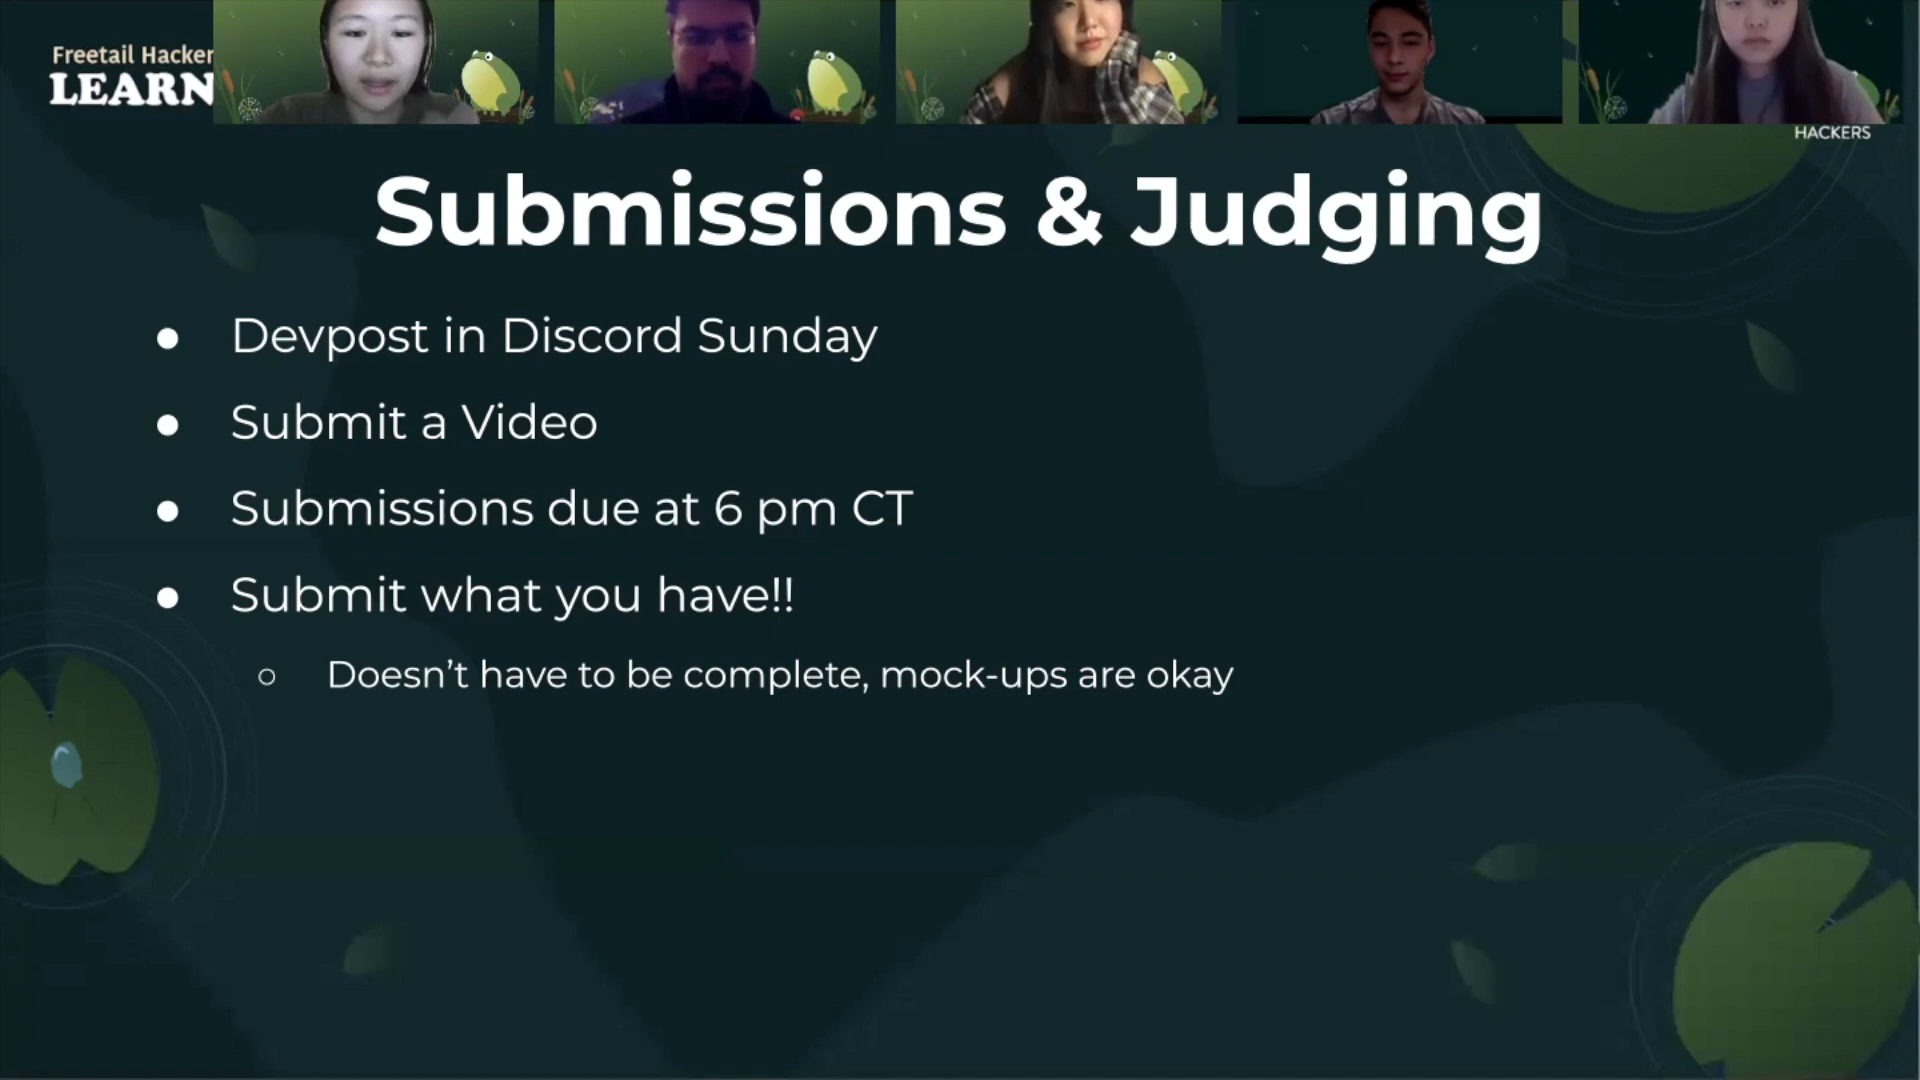 Freetail Hacker
LEARN
HACKERS
Submissions & Judging
● Devpost in Discord Sunday
● Submit a Video
● Submissions due at 6 pm CT
● Submit what you have!!
○ Doesn’t have to be complete, mock-ups are okay